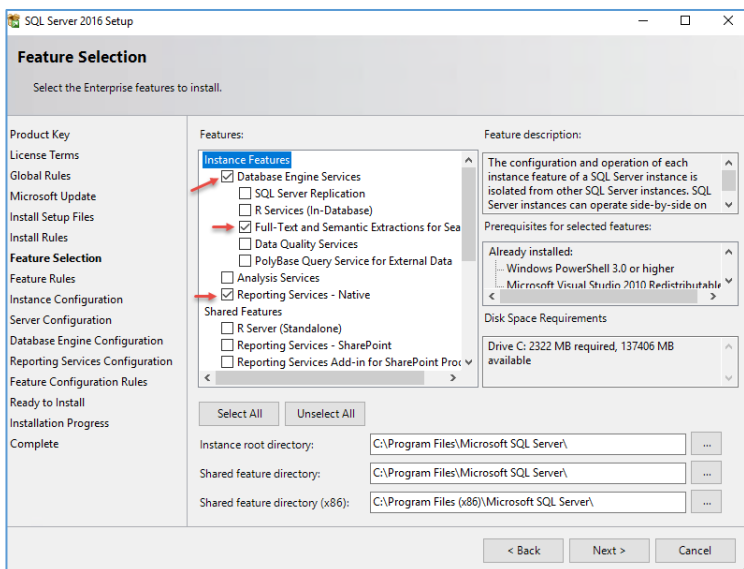 SQL Server 2016 Setup
Feature Selection
Select the Enterprise features to install.
Product Key
License Terms
Global Rules
Microsoft Update
Install Setup Files
Install Rules
Feature Selection
Feature Rules
Instance Configuration
Server Configuration
Database Engine Configuration
Reporting Services Configuration
Feature Configuration Rules
Ready to Install
Installation Progress
Complete
Features:
Instance Features
Database Engine Services
SQL Server Replication
R Services (In-Database)
Full-Text and Semantic Extractions for Sea
Data Quality Services
PolyBase Query Service for External Data
Analysis Services
Reporting Services - Native
Shared Features
R Server (Standalone)
Reporting Services - SharePoint
Reporting Services Add-in for SharePoint Proc
Feature description:
The configuration and operation of each
instance feature of a SQL Server instance is
isolated from other SQL Server instances. SQL
Server instances can operate side-by-side on
Prerequisites for selected features:
Already installed:
Windows PowerShell 3.0 or higher
Microsoft Visual Studio 2010 Redistributable
Disk Space Requirements
Drive C: 2322 MB required, 137406 MB
available
Select All
Unselect All
Instance root directory:
C:\Program Files\Microsoft SQL Server\
...
Shared feature directory:
C:\Program Files\Microsoft SQL Server\
...
Shared feature directory (x86):
C:\Program Files (x86)\Microsoft SQL Server\
...
< Back
Next >
Cancel